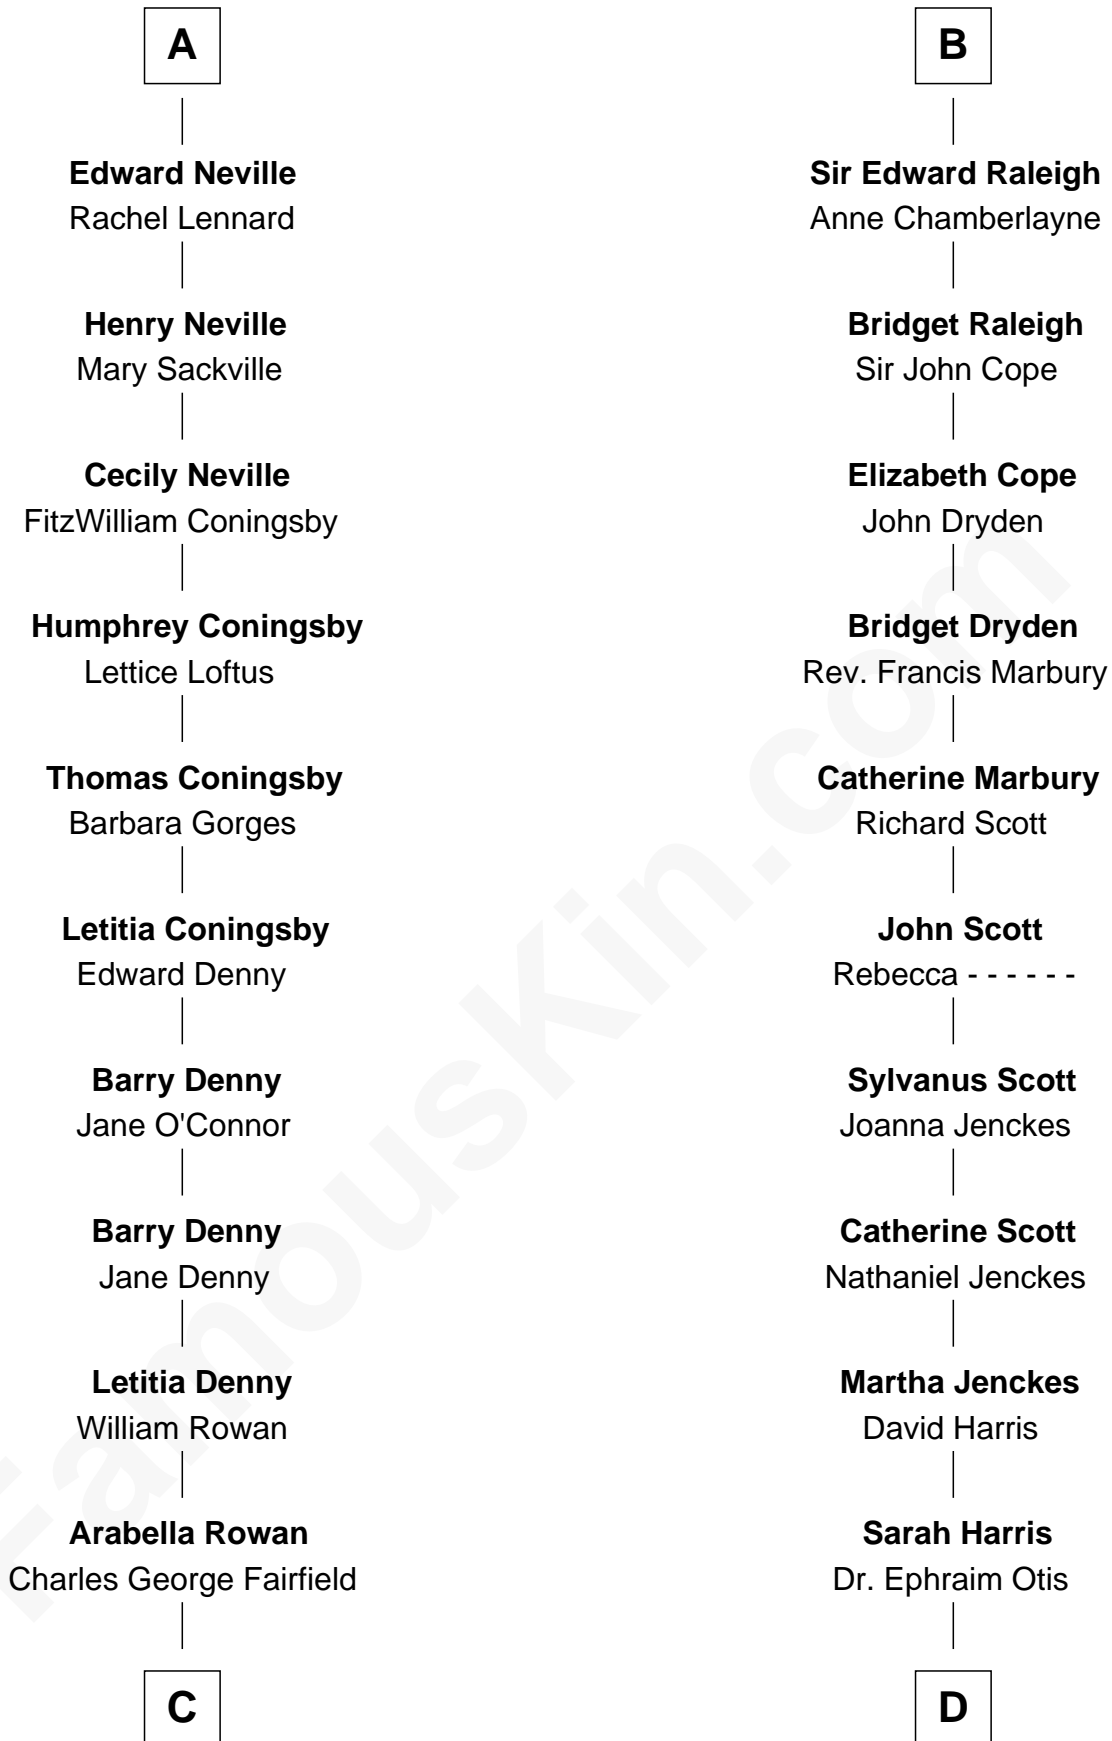 A
Edward Neville
Rachel Lennard
Henry Neville
Mary Sackville
Cecily Neville
FitzWilliam Coningsby
Humphrey Coningsby
Lettice Loftus
Thomas Coningsby
Barbara Gorges
Letitia Coningsby
Edward Denny
Barry Denny
Jane O'Connor
Barry Denny
Jane Denny
Letitia Denny
William Rowan
Arabella Rowan
Charles George Fairfield
C
B
Sir Edward Raleigh
Anne Chamberlayne
Bridget Raleigh
Sir John Cope
Elizabeth Cope
John Dryden
Bridget Dryden
Rev. Francis Marbury
Catherine Marbury
Richard Scott
John Scott
Rebecca - - - - - -
Sylvanus Scott
Joanna Jenckes
Catherine Scott
Nathaniel Jenckes
Martha Jenckes
David Harris
Sarah Harris
Dr. Ephraim Otis
D
FamousKin.com